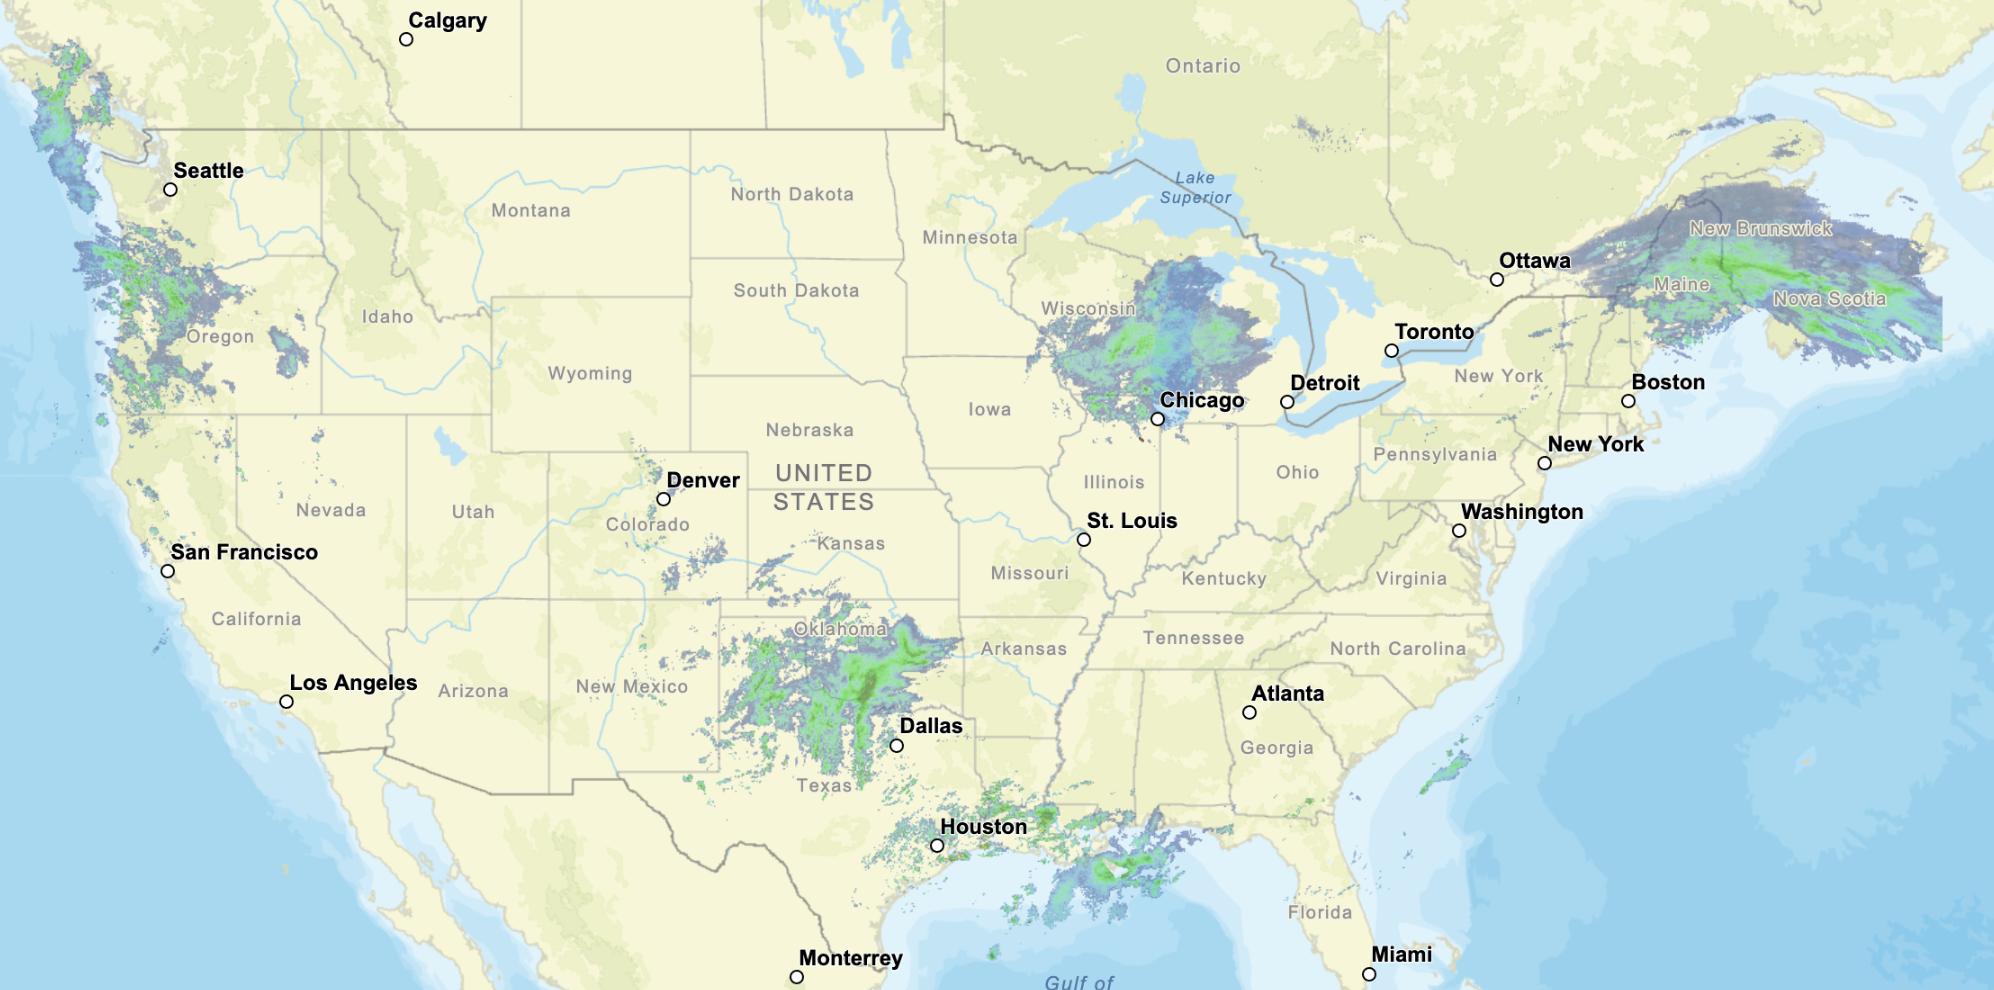 Calgary
Ontario
Seattle
Lake
Superior
Montana
North Dakota
Minnesota
New Brunswick
Ottawa
Maine
Nova Scotia
South Dakota
Wisconsin
Idaho
Oregon
Toronto
Wyoming
New York
Detroit
Boston
Chicago
Iowa
Nebraska
New York
Pennsylvania
UNITED
STATES
Denver
Ohio
Illinois
Nevada
Utah
Colorado
St. Louis
Washington
San Francisco
Kansas
Missouri
Kentucky
Virginia
California
Oklahoma
Arkansas
Tennessee
North Carolina
Los Angeles
Arizona
New Mexico
Atlanta
Dallas
Georgia
Texas
Houston
Florida
Monterrey
Miami
Gulf of